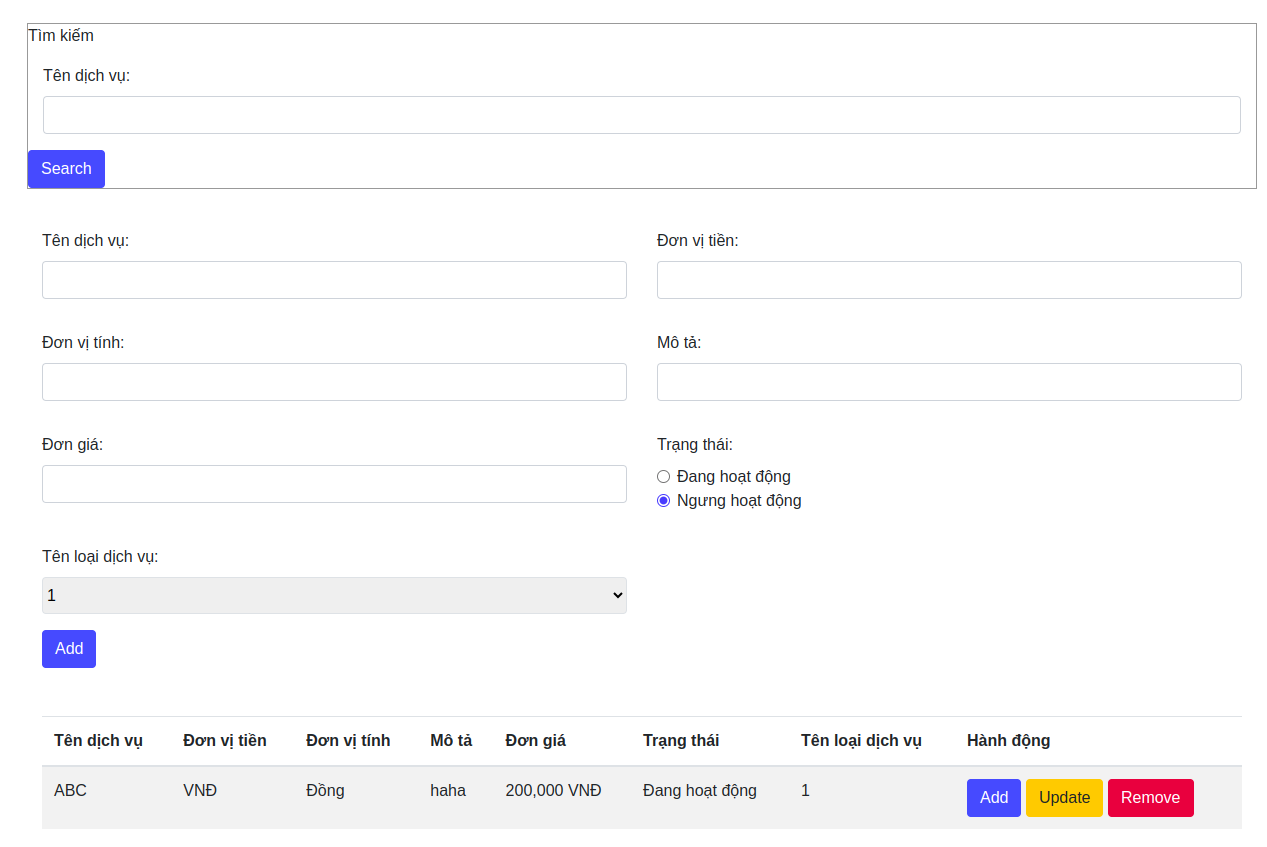 Tìm kiếm
Tên dịch vụ:
Search
Tên dịch vụ: Đơn vị tiền:
Đơn vị tính: Mô tả:
Đơn giá: Trạng thái:
Đang hoạt động
Ngưng hoạt động
Tên loại dịch vụ:
1
Add
Tên dịch vụ Đơn vị tiền Đơn vị tính Mô tả Đơn giá Trạng thái Tên loại dịch vụ Hành động
ABC VNĐ Đồng haha 200,000 VNĐ Đang hoạt động 1 Add Update Remove